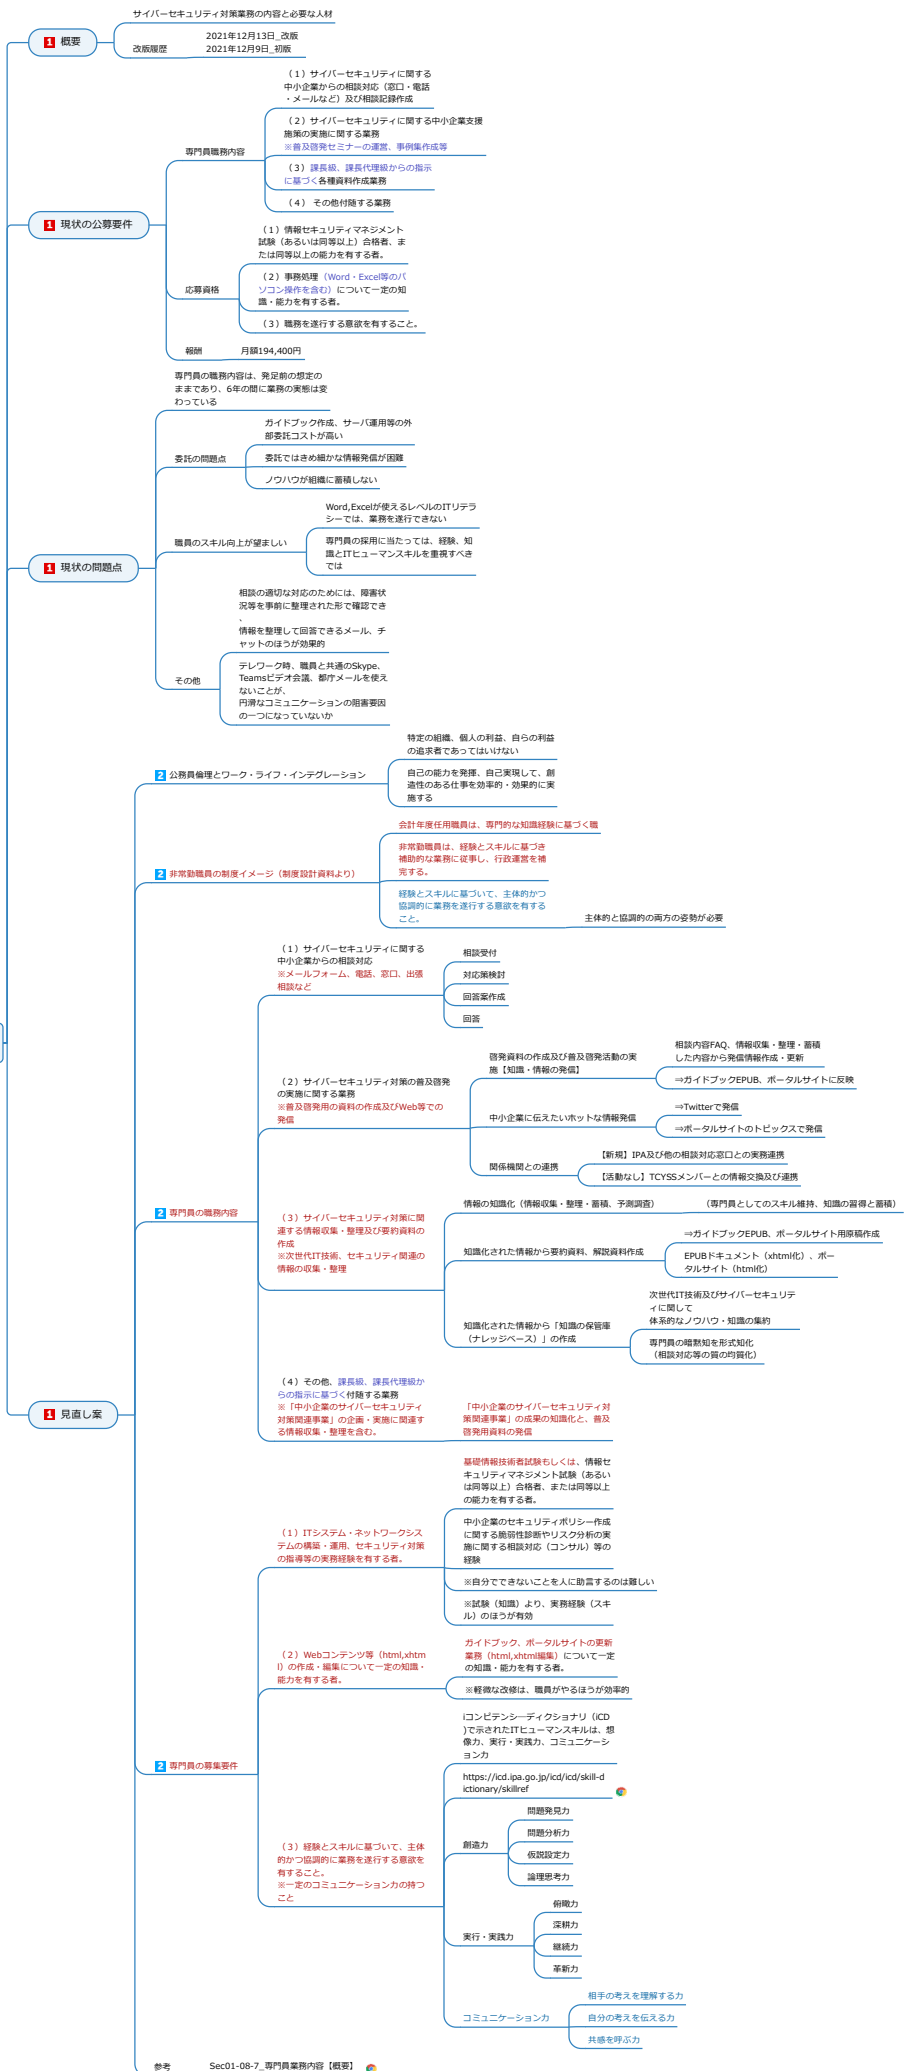 サイバーセキュリティ対策業務の内容と必要な人材
1 概要
改版履歴
2021年12月13日_改版
2021年12月9日_初版
1 現状の公募要件
専門員職務内容
（１）サイバーセキュリティに関する
中小企業からの相談対応（窓口・電話
・メールなど）及び相談記録作成
（２）サイバーセキュリティに関する中小企業支援
施策の実施に関する業務
※普及啓発セミナーの運営、事例集作成等
（３）課長級、課長代理級からの指示
に基づく各種資料作成業務
（４） その他付随する業務
応募資格
（１）情報セキュリティマネジメント
試験（あるいは同等以上）合格者、ま
たは同等以上の能力を有する者。
（２）事務処理（Word・Excel等のパ
ソコン操作を含む）について一定の知
識・能力を有する者。
（３）職務を遂行する意欲を有すること。
報酬
月額194,400円
1 現状の問題点
専門員の職務内容は、発足前の想定の
ままであり、6年の間に業務の実態は変
わっている
委託の問題点
ガイドブック作成、サーバ運用等の外
部委託コストが高い
委託ではきめ細かな情報発信が困難
ノウハウが組織に蓄積しない
職員のスキル向上が望ましい
Word,Excelが使えるレベルのITリテラ
シーでは、業務を遂行できない
専門員の採用に当たっては、経験、知
識とITヒューマンスキルを重視すべき
では
その他
相談の適切な対応のためには、障害状
況等を事前に整理された形で確認でき
、
情報を整理して回答できるメール、チ
ャットのほうが効果的
テレワーク時、職員と共通のSkype、
Teamsビデオ会議、都庁メールを使え
ないことが、
円滑なコミュニケーションの阻害要因
の一つになっていないか
1 見直し案
2 公務員倫理とワーク・ライフ・インテグレーション
特定の組織、個人の利益、自らの利益
の追求者であってはいけない
自己の能力を発揮、自己実現して、創
造性のある仕事を効率的・効果的に実
施する
2 非常勤職員の制度イメージ（制度設計資料より）
会計年度任用職員は、専門的な知識経験に基づく職
非常勤職員は、経験とスキルに基づき
補助的な業務に従事し、行政運営を補
完する。
経験とスキルに基づいて、主体的かつ
協調的に業務を遂行する意欲を有する
こと。
主体的と協調的の両方の姿勢が必要
2 専門員の職務内容
（１）サイバーセキュリティに関する
中小企業からの相談対応
※メールフォーム、電話、窓口、出張
相談など
相談受付
対応策検討
回答案作成
回答
（２）サイバーセキュリティ対策の普及啓発
の実施に関する業務
※普及啓発用の資料の作成及びWeb等での
発信
啓発資料の作成及び普及啓発活動の実
施【知識・情報の発信】
相談内容FAQ、情報収集・整理・蓄積
した内容から発信情報作成・更新
⇒ガイドブックEPUB、ポータルサイトに反映
中小企業に伝えたいホットな情報発信
⇒Twitterで発信
⇒ポータルサイトのトピックスで発信
関係機関との連携
【新規】IPA及び他の相談対応窓口との実務連携
【活動なし】TCYSSメンバーとの情報交換及び連携
（３）サイバーセキュリティ対策に関
連する情報収集・整理及び要約資料の
作成
※次世代IT技術、セキュリティ関連の
情報の収集・整理
情報の知識化（情報収集・整理・蓄積、予測調査）
（専門員としてのスキル維持、知識の習得と蓄積）
知識化された情報から要約資料、解説資料作成
⇒ガイドブックEPUB、ポータルサイト用原稿作成
EPUBドキュメント（xhtml化）、ポー
タルサイト（html化）
知識化された情報から「知識の保管庫
（ナレッジベース）」の作成
次世代IT技術及びサイバーセキュリテ
ィに関して
体系的なノウハウ・知識の集約
専門員の暗黙知を形式知化
（相談対応等の質の均質化）
（４）その他、課長級、課長代理級か
らの指示に基づく付随する業務
※「中小企業のサイバーセキュリティ
対策関連事業」の企画・実施に関連す
る情報収集・整理を含む。
「中小企業のサイバーセキュリティ対
策関連事業」の成果の知識化と、普及
啓発用資料の発信
2 専門員の募集要件
（１）ITシステム・ネットワークシス
テムの構築・運用、セキュリティ対策
の指導等の実務経験を有する者。
基礎情報技術者試験もしくは、情報セ
キュリティマネジメント試験（あるい
は同等以上）合格者、または同等以上
の能力を有する者。
中小企業のセキュリティポリシー作成
に関する脆弱性診断やリスク分析の実
施に関する相談対応（コンサル）等の
経験
※自分でできないことを人に助言するのは難しい
※試験（知識）より、実務経験（スキ
ル）のほうが有効
（２）Webコンテンツ等（html,xhtm
l）の作成・編集について一定の知識・
能力を有する者。
ガイドブック、ポータルサイトの更新
業務（html,xhtml編集）について一定
の知識・能力を有する者。
※軽微な改修は、職員がやるほうが効率的
（３）経験とスキルに基づいて、主体
的かつ協調的に業務を遂行する意欲を
有すること。
※一定のコミュニケーション力の持つ
こと
iコンピテンシーディクショナリ（iCD
)で示されたITヒューマンスキルは、想
像力、実行・実践力、コミュニケーシ
ョン力
https://icd.ipa.go.jp/icd/icd/skill-d
ictionary/skillref
創造力
問題発見力
問題分析力
仮説設定力
論理思考力
実行・実践力
俯瞰力
深耕力
継続力
革新力
コミュニケーション力
相手の考えを理解する力
自分の考えを伝える力
共感を呼ぶ力
参考
Sec01-08-7_専門員業務内容【概要】